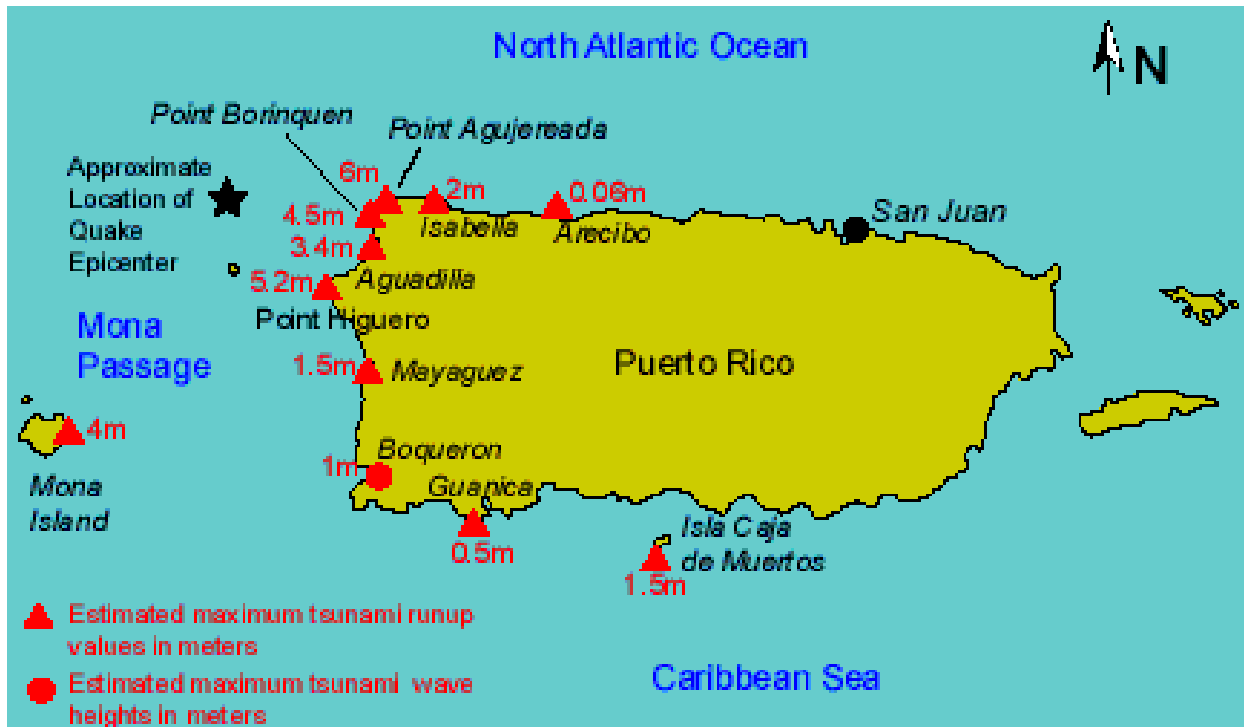 North Atlantic Ocean
N
Point Borinquen
Point Agujereada
Approximate
Location of
Quake
Epicenter
6m
2m
0.06m
4.5m
Isabella
Arecibo
San Juan
3.4m
5.2m
Aguadilla
Point Higuero
Mona
Passage
1.5m
Mayaguez
Puerto Rico
4m
Boqueron
1m
Mona
Island
Guanica
0.5m
Isla Caja
de Muertos
1.5m
Estimated maximum tsunami runup
values in meters
Caribbean Sea
Estimated maximum tsunami wave
heights in meters